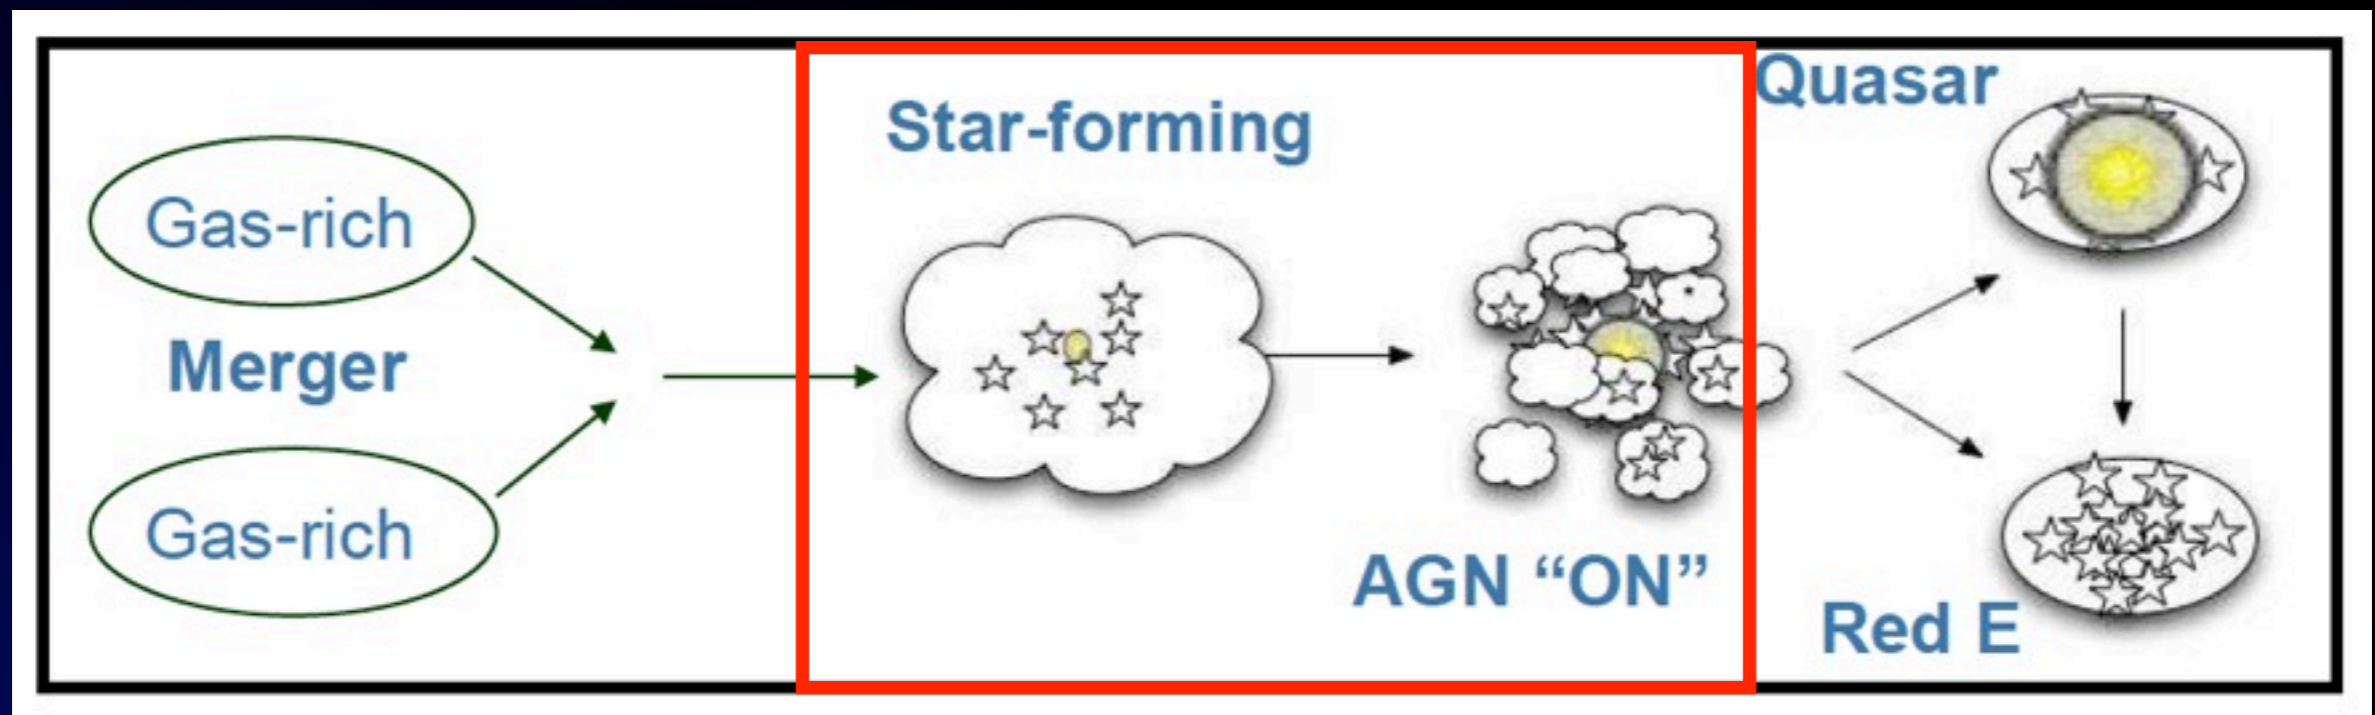 Gas-rich
Merger
Gas-rich
Star-forming
AGN “ON”
Quasar
Red E